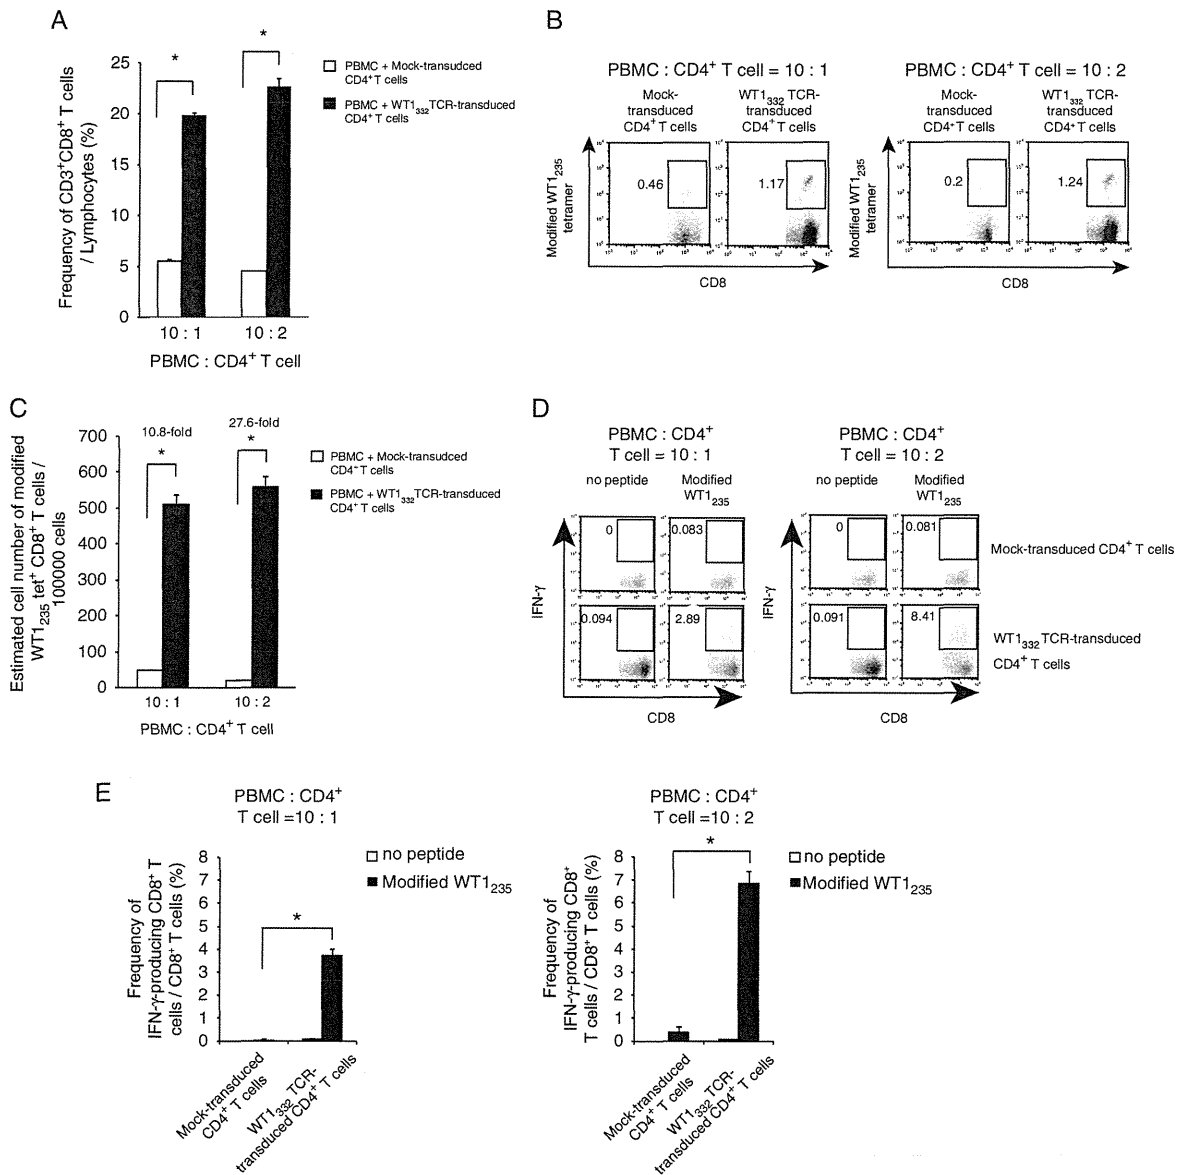 A
Frequency of CD3⁺CD8⁺ T cells
/ Lymphocytes (%)
25
20
15
10
5
0
*
*
10 : 1
10 : 2
PBMC : CD4⁺ T cell
PBMC + Mock-transudced
CD4⁺T cells
PBMC + WT1₃₃₂TCR-transduced
CD4⁺T cells
B
PBMC : CD4⁺ T cell = 10 : 1
Mock-
transduced
CD4⁺ T cells
WT1₃₃₂ TCR-
transduced
CD4⁺ T cells
Modified WT1₂₃₅
tetramer
0.46
1.17
CD8
PBMC : CD4⁺ T cell = 10 : 2
Mock-
transduced
CD4⁺ T cells
WT1₃₃₂ TCR-
transduced
CD4⁺ T cells
Modified WT1₂₃₅
tetramer
0.2
1.24
CD8
C
Estimated cell number of modified
WT1₂₃₅ tet⁺ CD8⁺ T cells /
100000 cells
700
600
500
400
300
200
100
0
10.8-fold
*
27.6-fold
*
10 : 1
10 : 2
PBMC : CD4⁺ T cell
PBMC + Mock-transudced
CD4⁺T cells
PBMC + WT1₃₃₂TCR-transduced
CD4⁺ T cells
D
PBMC : CD4⁺
T cell = 10 : 1
no peptide
Modified
WT1₂₃₅
IFN-γ
0
0.083
0.094
2.89
CD8
PBMC : CD4⁺
T cell = 10 : 2
no peptide
Modified
WT1₂₃₅
IFN-γ
0
0.081
0.091
8.41
CD8
Mock-transduced CD4⁺ T cells
WT1₃₃₂ TCR-transduced
CD4⁺ T cells
E
PBMC : CD4⁺
T cell =10 : 1
Frequency of
IFN-γ-producing CD8⁺ T
cells / CD8⁺ T cells (%)
8
7
6
5
4
3
2
1
0
*
no peptide
Modified WT1₂₃₅
Mock-transduced
CD4⁺ T cells
WT1₃₃₂ TCR-
transduced CD4⁺ T cells
PBMC : CD4⁺
T cell =10 : 2
Frequency of
IFN-γ-producing CD8⁺
T cells / CD8⁺ T cells (%)
8
7
6
5
4
3
2
1
0
*
no peptide
Modified WT1₂₃₅
Mock-transduced
CD4⁺ T cells
WT1₃₃₂ TCR-
transduced CD4⁺ T cells